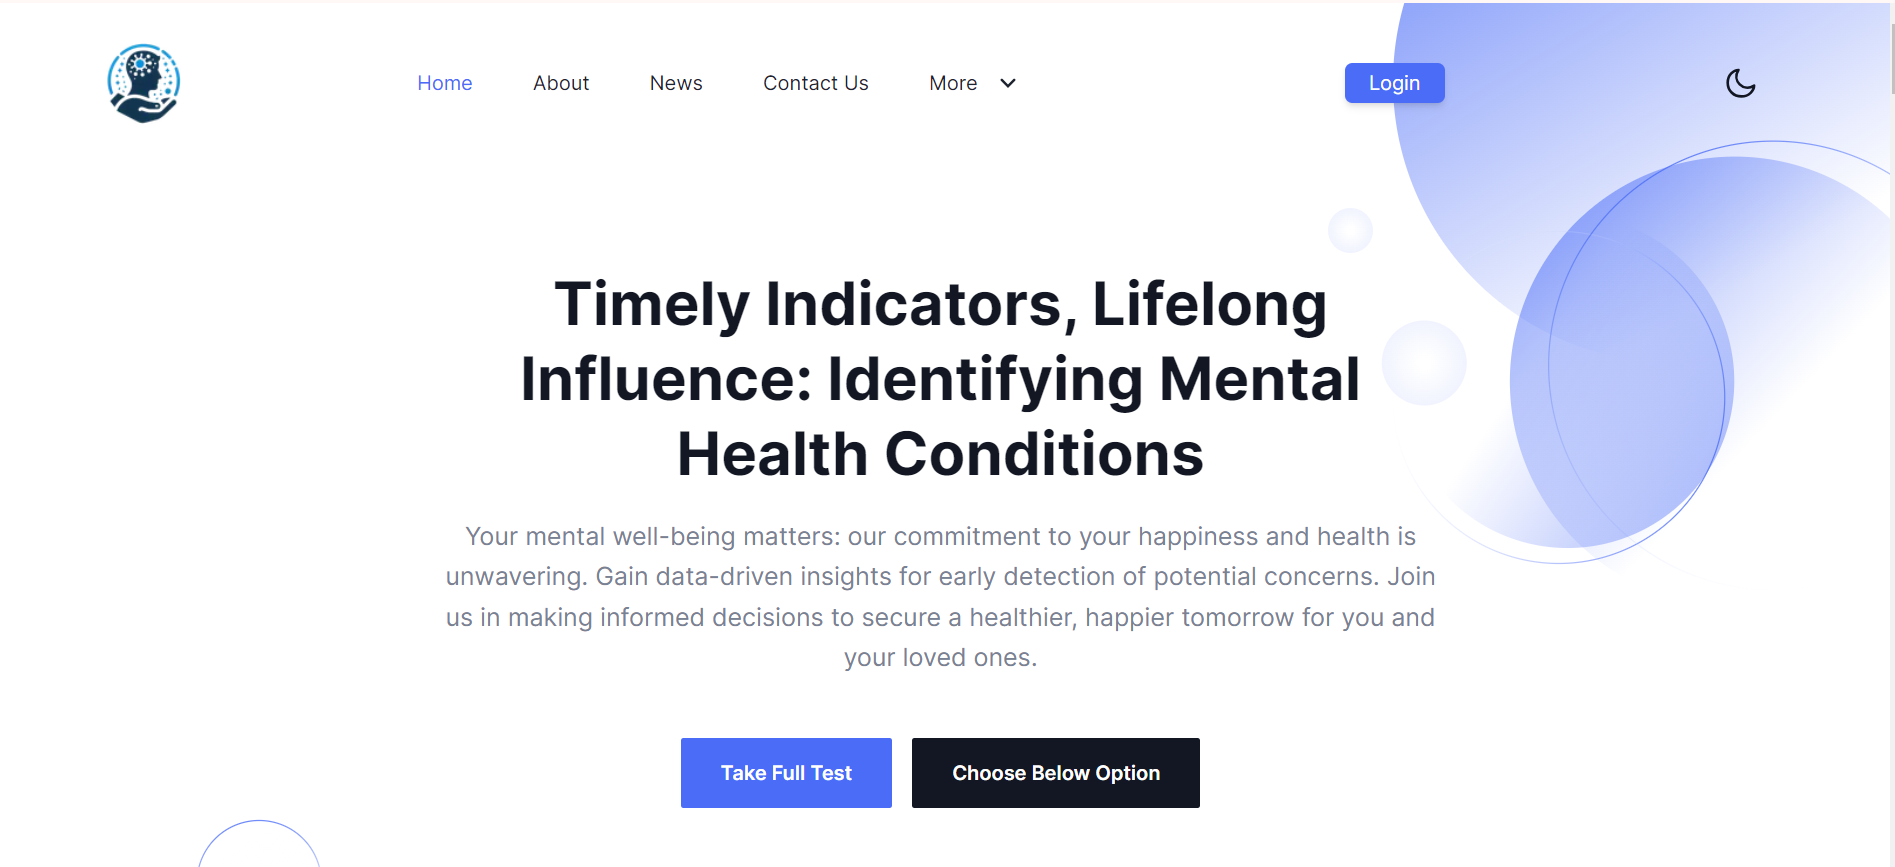 Home About News Contact Us More Login
Timely Indicators, Lifelong
Influence: Identifying Mental
Health Conditions
Your mental well-being matters: our commitment to your happiness and health is
unwavering. Gain data-driven insights for early detection of potential concerns. Join
us in making informed decisions to secure a healthier, happier tomorrow for you and
your loved ones.
Take Full Test Choose Below Option